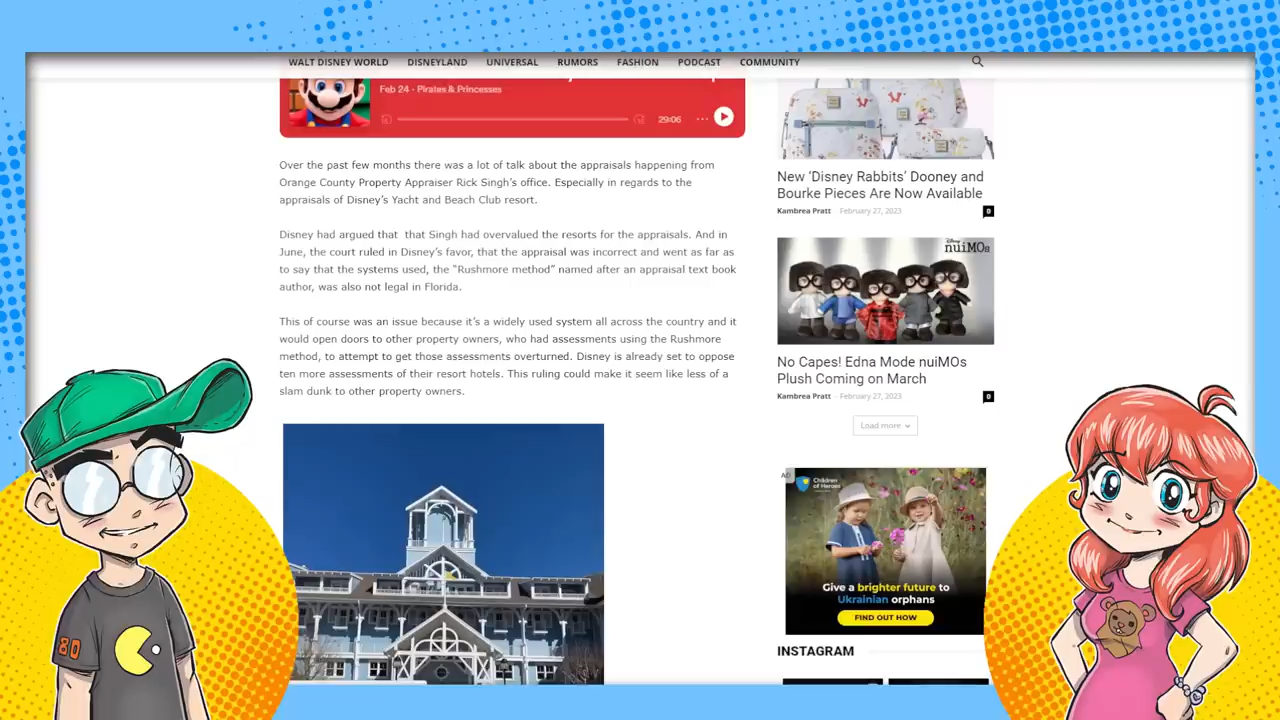 WALT DISNEY WORLD DISNEYLAND UNIVERSAL RUMORS FASHION PODCAST COMMUNITY
Feb 24 · Pirates & Princesses
29:06
Over the past few months there was a lot of talk about the appraisals happening from
Orange County Property Appraiser Rick Singh's office. Especially in regards to the
appraisals of Disney's Yacht and Beach Club resort.
Disney had argued that that Singh had overvalued the resorts for the appraisals. And in
June, the court ruled in Disney's favor, that the appraisal was incorrect and went as far as
to say that the systems used, the "Rushmore method" named after an appraisal text book
author, was also not legal in Florida.
This of course was an issue because it's a widely used system all across the country and it
would open doors to other property owners, who had assessments using the Rushmore
method, to attempt to get those assessments overturned. Disney is already set to oppose
ten more assessments of their resort hotels. This ruling could make it seem like less of a
slam dunk to other property owners.
New 'Disney Rabbits' Dooney and
Bourke Pieces Are Now Available
Kambrea Pratt - February 27, 2023
0
Disney
nuiMOs
No Capes! Edna Mode nuiMOs
Plush Coming on March
Kambrea Pratt - February 27, 2023
0
Load more
AD
Children
of Heroes
Give a brighter future to
Ukrainian orphans
FIND OUT HOW
INSTAGRAM
80